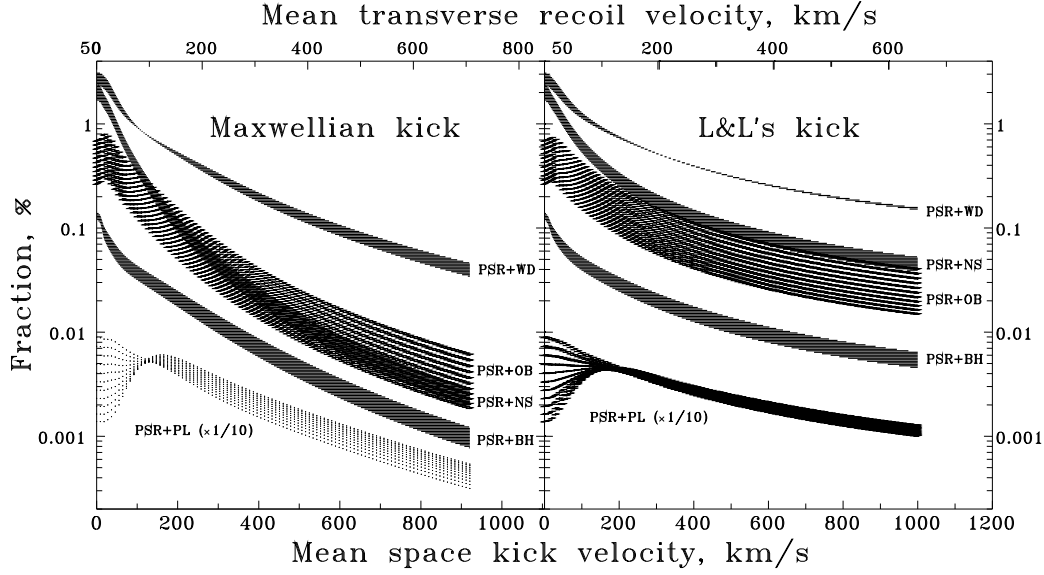 Mean transverse recoil velocity, km/s
50 200 400 600 800 50 200 400 600
Maxwellian kick
L&L's kick
Fraction, %
1
0.1
0.01
0.001
PSR+WD
PSR+OB
PSR+NS
PSR+BH
PSR+PL (×1/10)
PSR+WD
PSR+NS
PSR+OB
PSR+BH
PSR+PL (×1/10)
1
0.1
0.01
0.001
0 200 400 600 800 1000 0 200 400 600 800 1000 1200
Mean space kick velocity, km/s